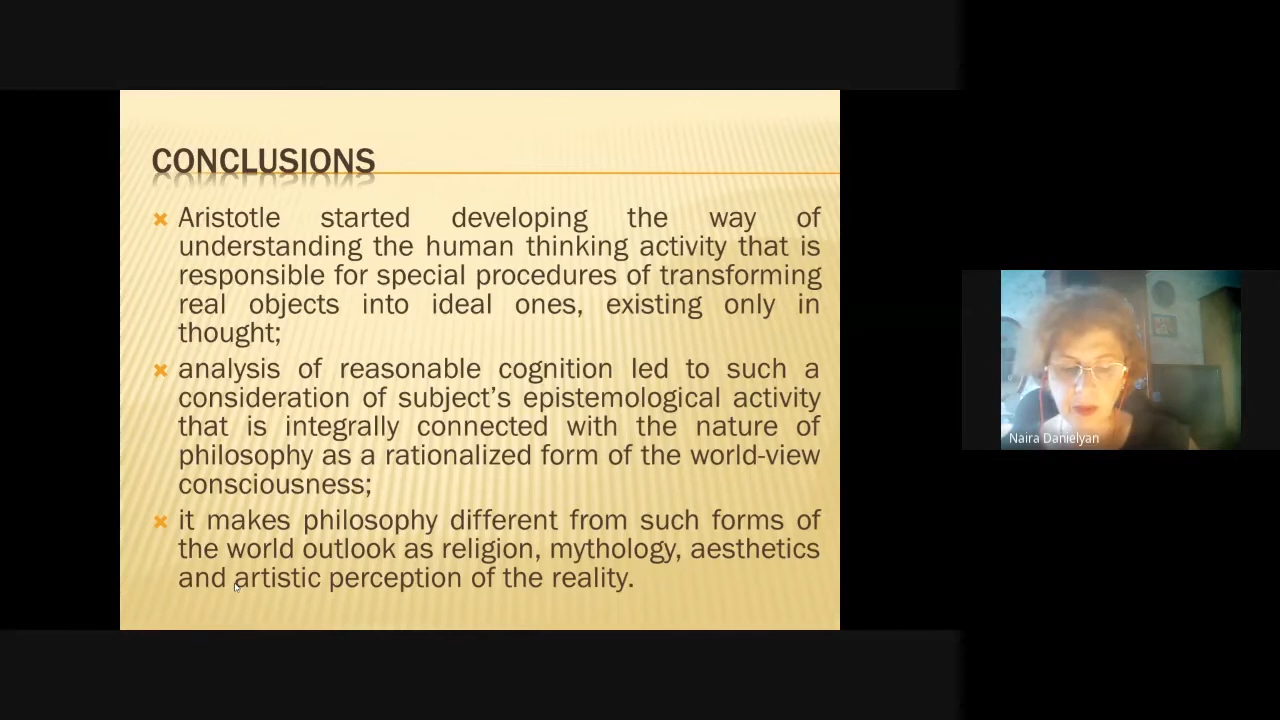 CONCLUSIONS
Aristotle started developing the way of
understanding the human thinking activity that is
responsible for special procedures of transforming
real objects into ideal ones, existing only in
thought;
analysis of reasonable cognition led to such a
consideration of subject’s epistemological activity
that is integrally connected with the nature of
philosophy as a rationalized form of the world-view
consciousness;
it makes philosophy different from such forms of
the world outlook as religion, mythology, aesthetics
and artistic perception of the reality.
Naira Danielyan